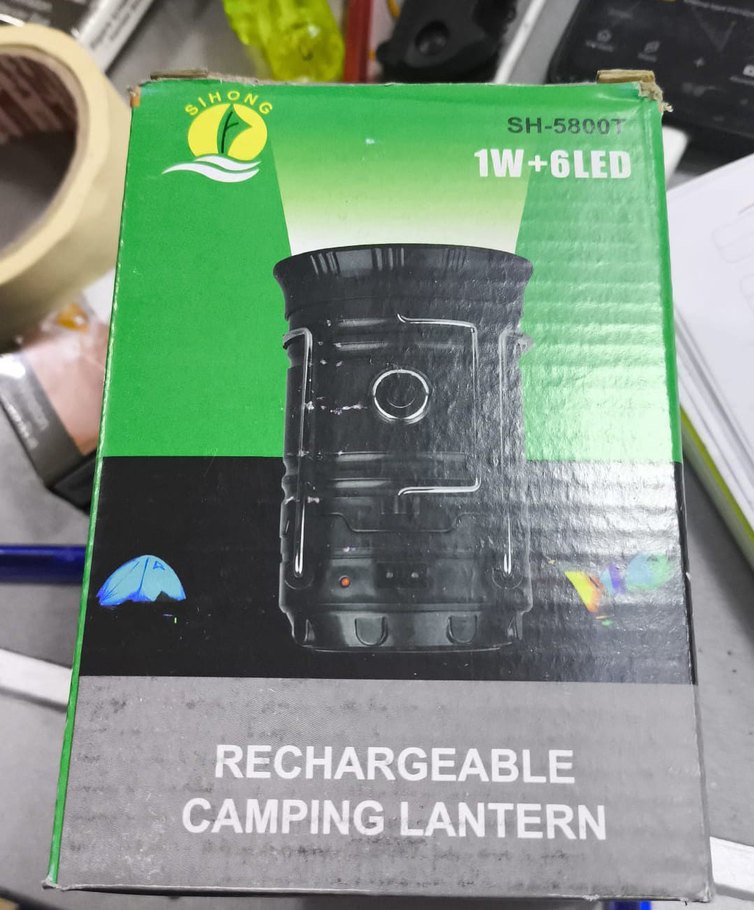 SIHONG
SH-5800T
1W+6LED
RECHARGEABLE
CAMPING LANTERN